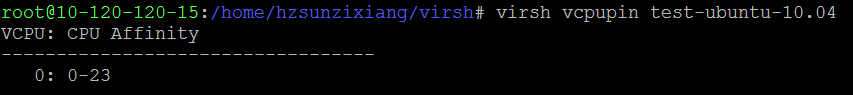 root@10-120-120-15:/home/hzsunzixiang/virsh# virsh vcpupin test-ubuntu-10.04
VCPU: CPU Affinity
----------------------------------
   0: 0-23